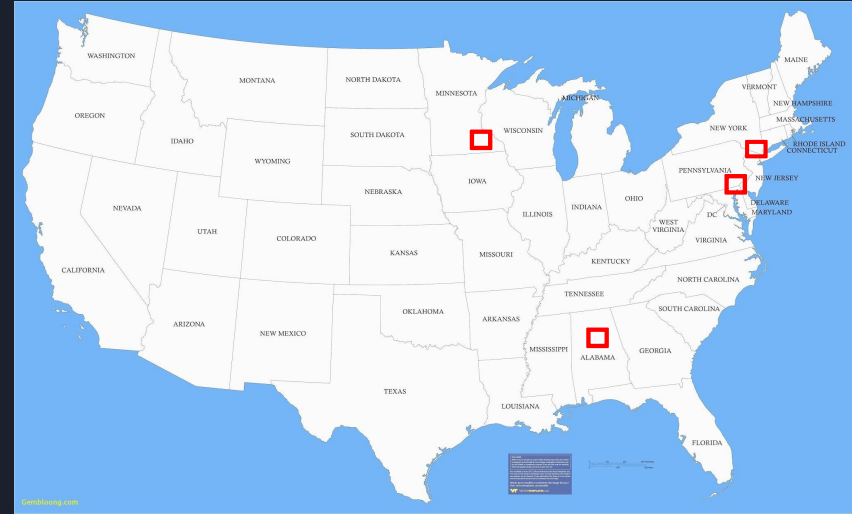 WASHINGTON
MONTANA
NORTH DAKOTA
MINNESOTA
MICHIGAN
MAINE
VERMONT
NEW HAMPSHIRE
MASSACHUSETTS
OREGON
IDAHO
SOUTH DAKOTA
WISCONSIN
NEW YORK
RHODE ISLAND
CONNECTICUT
WYOMING
IOWA
PENNSYLVANIA
NEW JERSEY
NEBRASKA
NEVADA
UTAH
COLORADO
ILLINOIS
INDIANA
OHIO
DELAWARE
MARYLAND
DC
WEST
VIRGINIA
VIRGINIA
CALIFORNIA
KANSAS
MISSOURI
KENTUCKY
NORTH CAROLINA
TENNESSEE
ARIZONA
NEW MEXICO
OKLAHOMA
ARKANSAS
SOUTH CAROLINA
MISSISSIPPI
ALABAMA
GEORGIA
TEXAS
LOUISIANA
FLORIDA
Gembloong.com